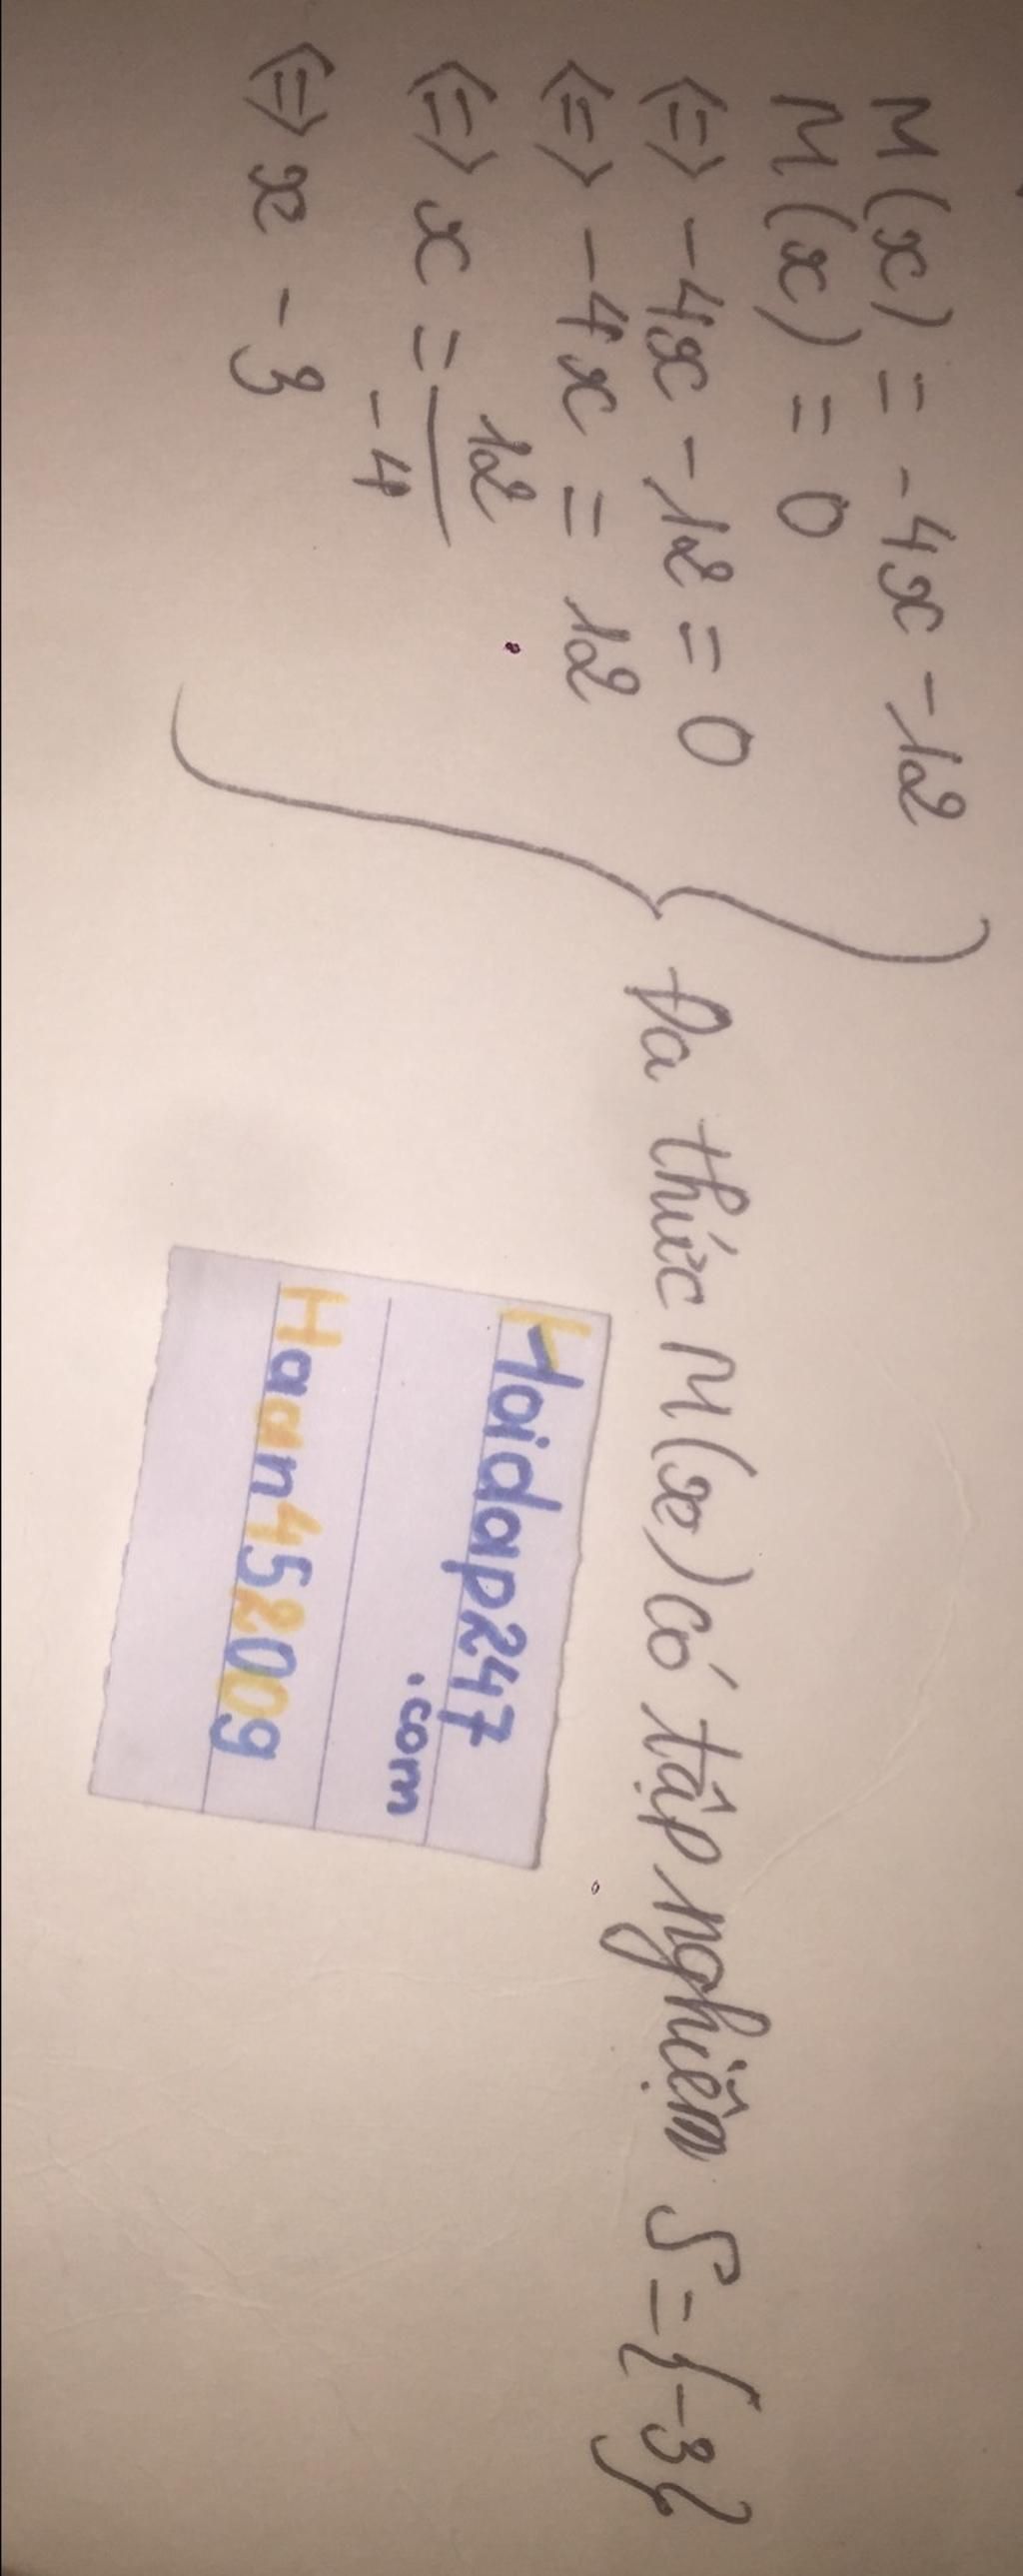 M(x) = -4x - 12
M(x) = 0
<=> -4x - 12 = 0
<=> -4x = 12
<=> x = 12/-4
<=> x - 3
Đa thức M(x) có tập nghiệm S = {-3}
Hoidap247
.com
Haan45200g